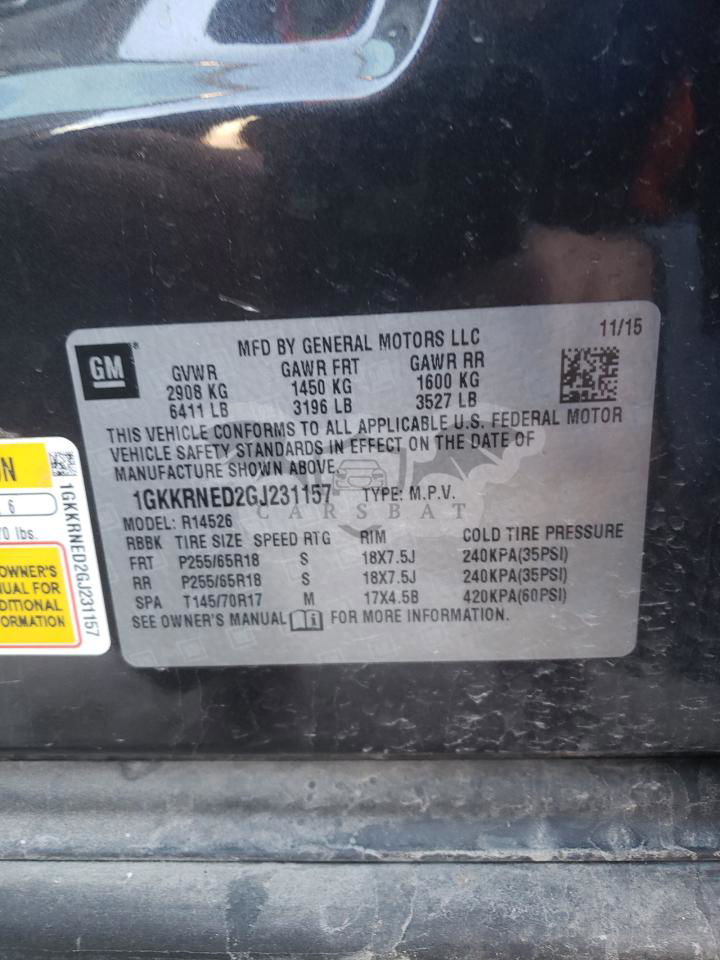 GM
MFD BY GENERAL MOTORS LLC
11/15
GVWR GAWR FRT GAWR RR
2908 KG 1450 KG 1600 KG
6411 LB 3196 LB 3527 LB
THIS VEHICLE CONFORMS TO ALL APPLICABLE U.S. FEDERAL MOTOR
VEHICLE SAFETY STANDARDS IN EFFECT ON THE DATE OF
MANUFACTURE SHOWN ABOVE.
1GKKRNED2GJ231157 TYPE: M.P.V.
CARSBAT
MODEL: R14526
RBBK TIRE SIZE SPEED RTG RIM COLD TIRE PRESSURE
FRT P255/65R18 S 18X7.5J 240KPA(35PSI)
RR P255/65R18 S 18X7.5J 240KPA(35PSI)
SPA T145/70R17 M 17X4.5B 420KPA(60PSI)
SEE OWNER'S MANUAL FOR MORE INFORMATION.
1GKKRNED2GJ231157
6
lbs.
OWNER'S
FOR